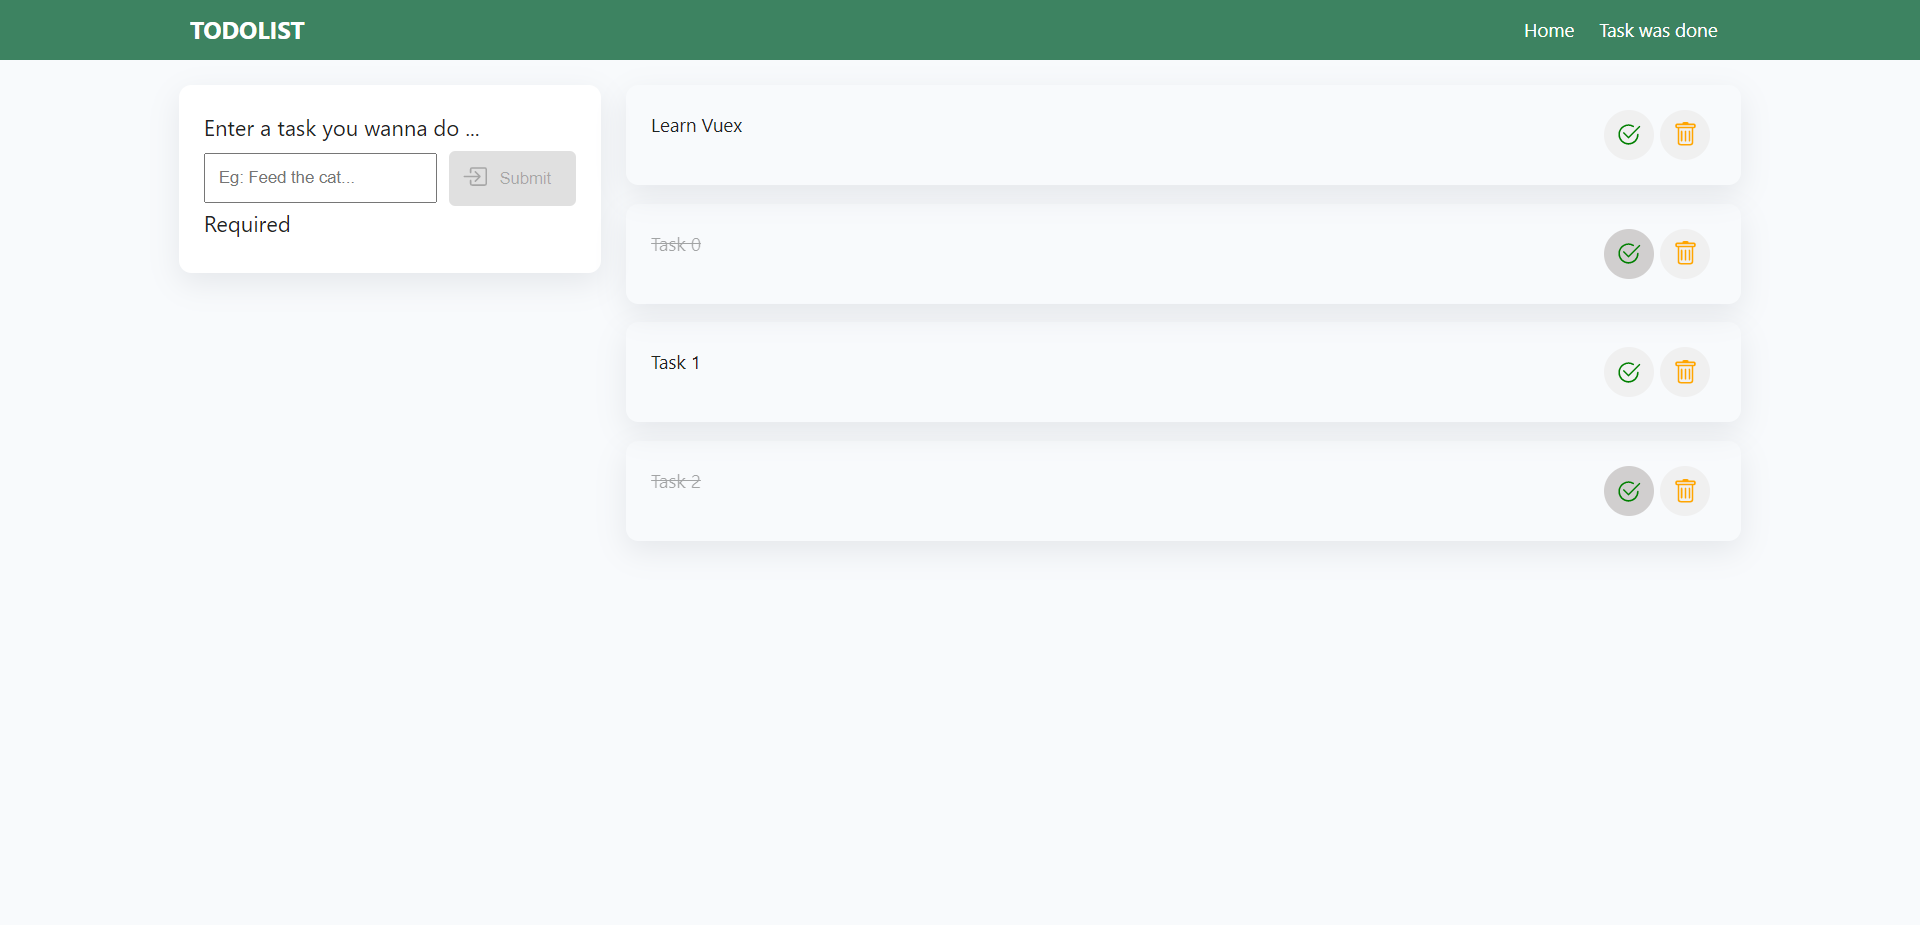 TODOLIST
Home
Task was done
Enter a task you wanna do ...
Eg: Feed the cat...
Submit
Required
Learn Vuex
Task 0
Task 1
Task 2